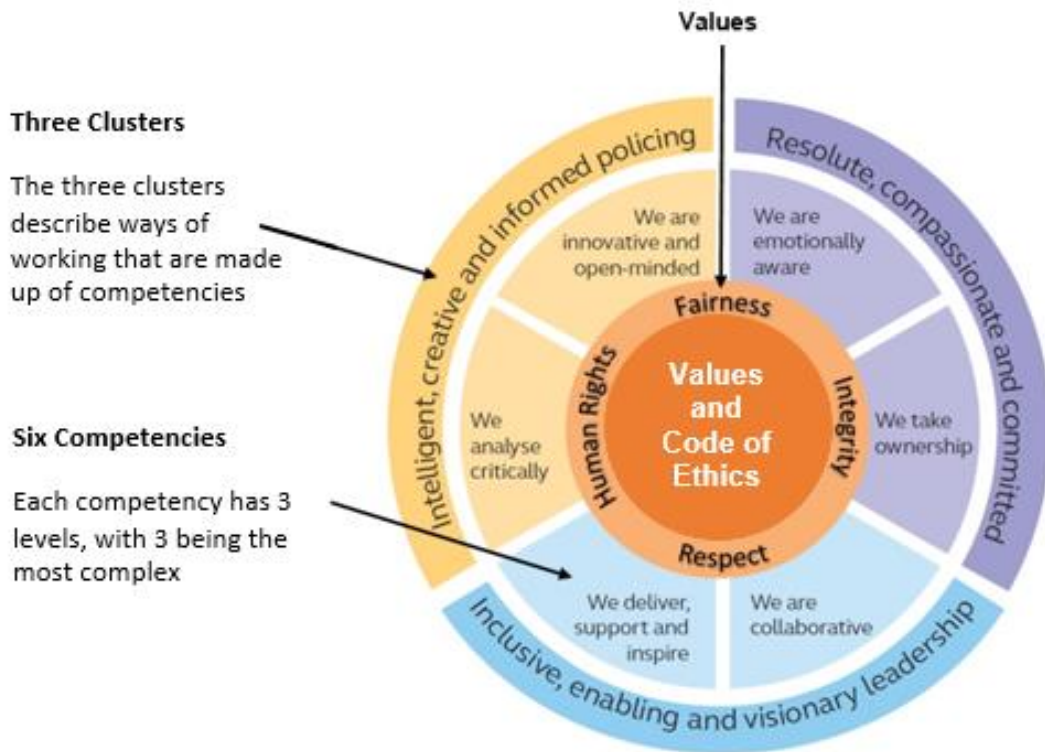 Values
Three Clusters
The three clusters
describe ways of
working that are made
up of competencies
Six Competencies
Each competency has 3
levels, with 3 being the
most complex
Intelligent, creative and informed policing
Resolute, compassionate and committed
Inclusive, enabling and visionary leadership
We are
innovative and
open-minded
We are
emotionally
aware
We
analyse
critically
We take
ownership
We deliver,
support and
inspire
We are
collaborative
Fairness
Human Rights
Integrity
Respect
Values
and
Code of
Ethics